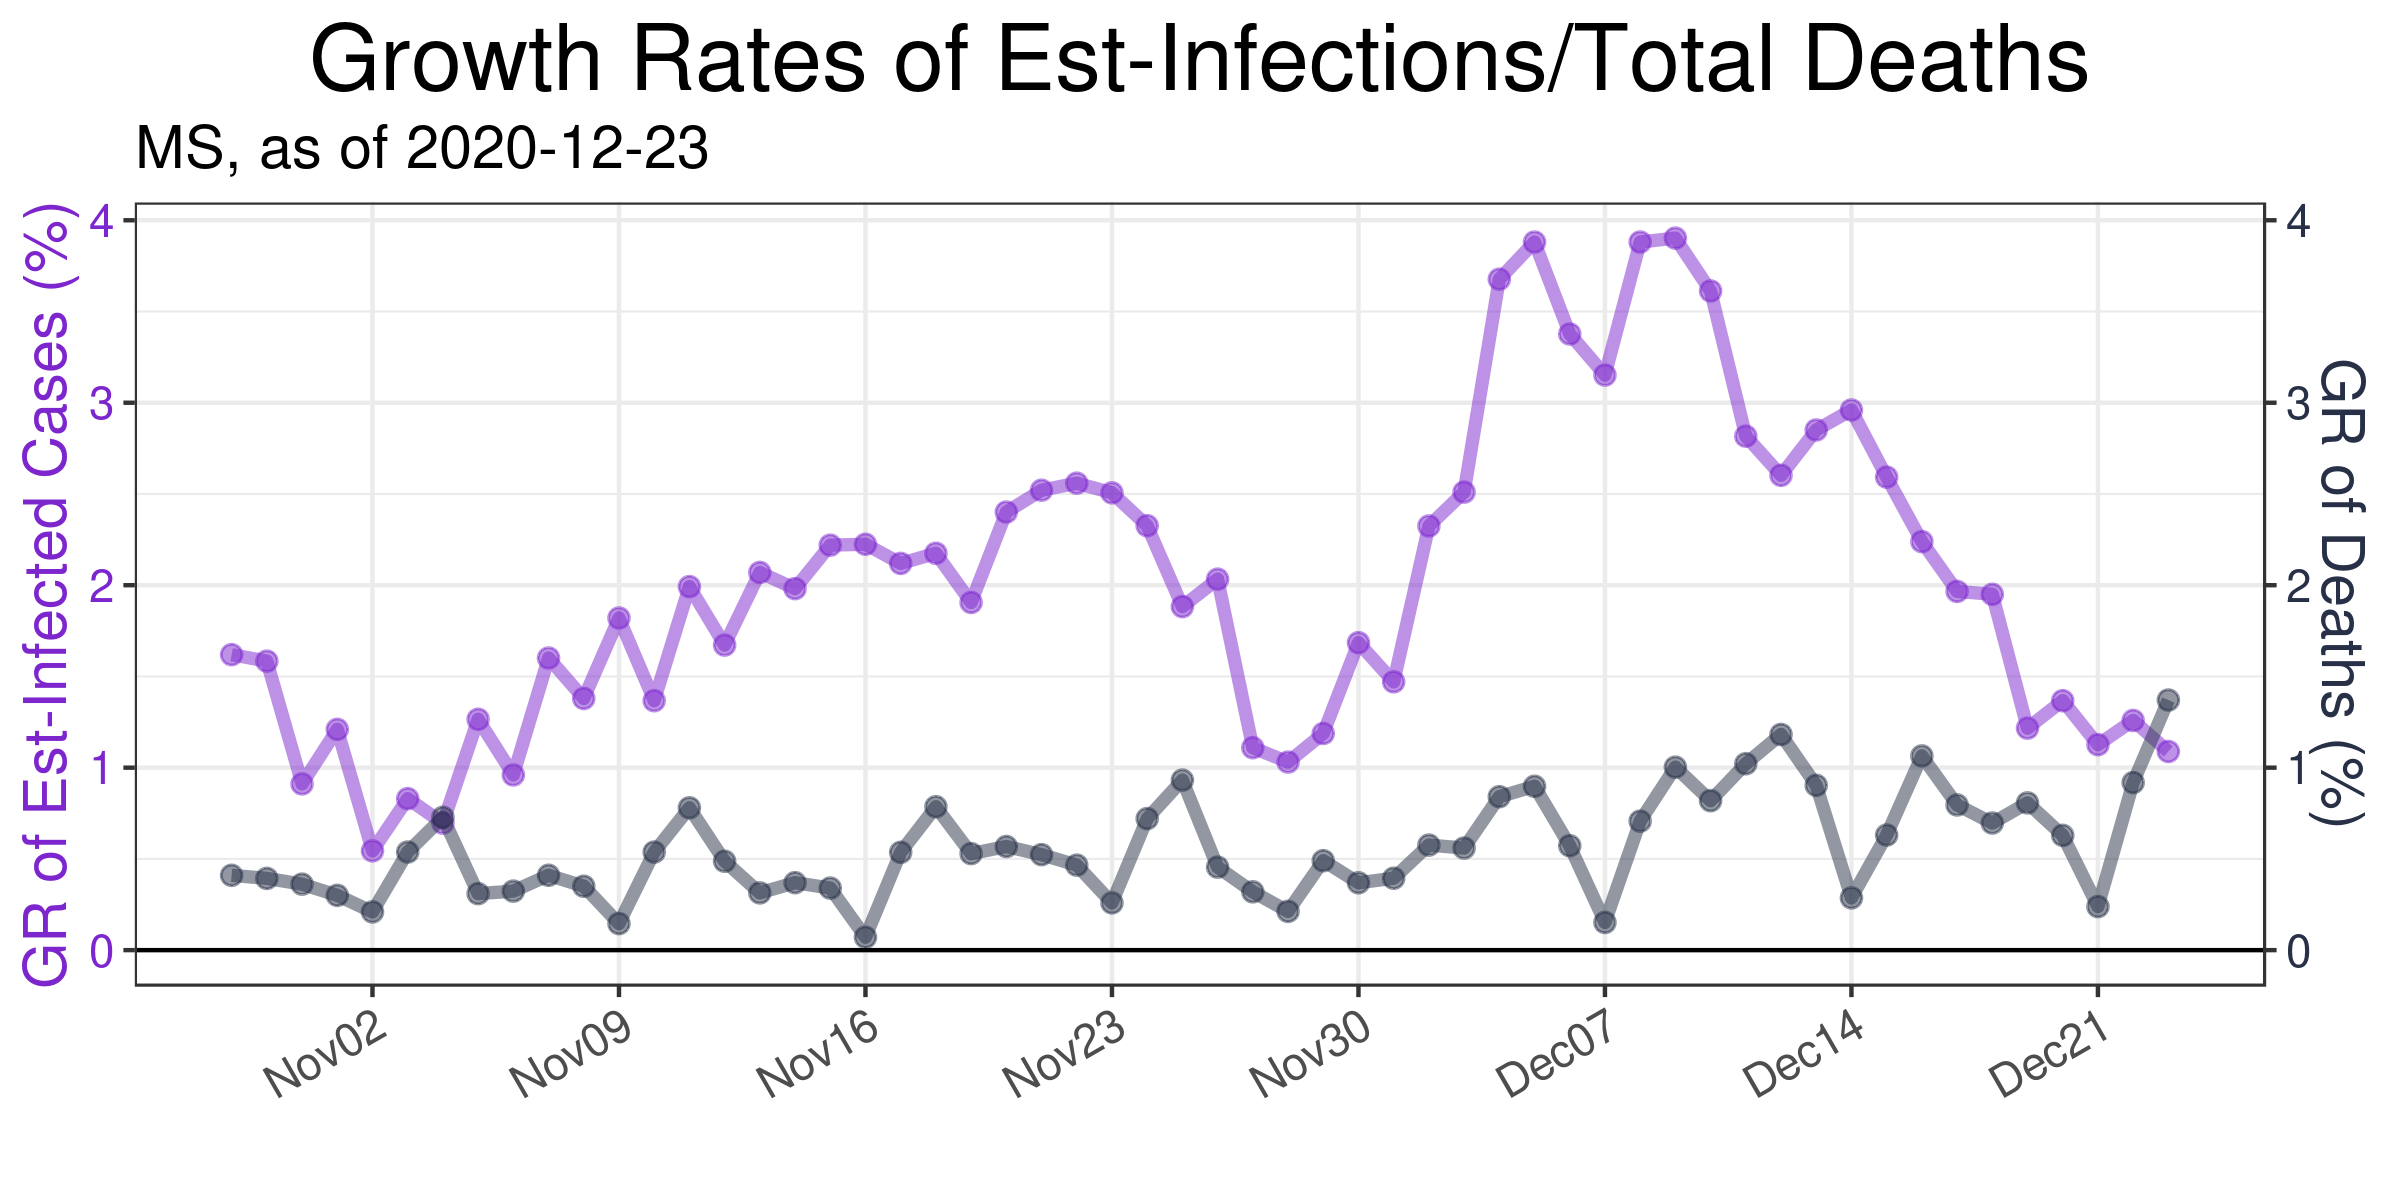 Growth Rates of Est-Infections/Total Deaths
MS, as of 2020-12-23
GR of Est-Infected Cases (%)
4
3
2
1
0
4
3
2
1
0
GR of Deaths (%)
Nov02
Nov09
Nov16
Nov23
Nov30
Dec07
Dec14
Dec21